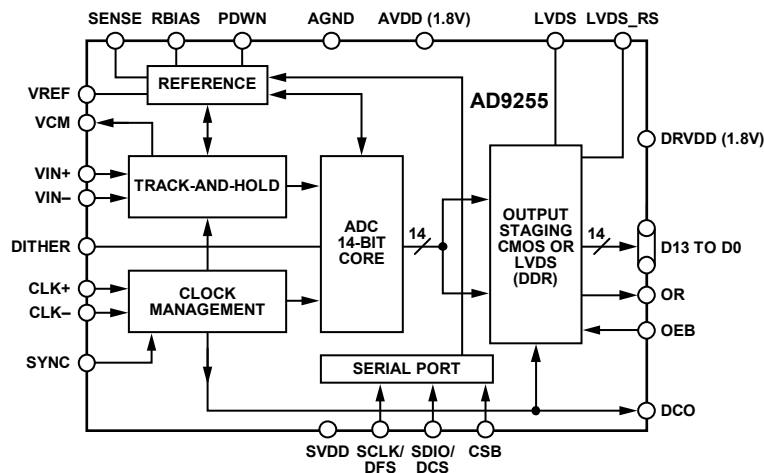 SENSE RBIAS PDWN AGND AVDD (1.8V) LVDS LVDS_RS
REFERENCE
AD9255
VREF
VCM
DRVDD (1.8V)
VIN+
VIN–
TRACK-AND-HOLD
ADC
14-BIT
CORE
14
OUTPUT
STAGING
CMOS OR
LVDS
(DDR)
14
D13 TO D0
DITHER
CLK+
CLK–
CLOCK
MANAGEMENT
OR
OEB
SYNC
SERIAL PORT
DCO
SVDD
SCLK/
DFS
SDIO/
DCS
CSB